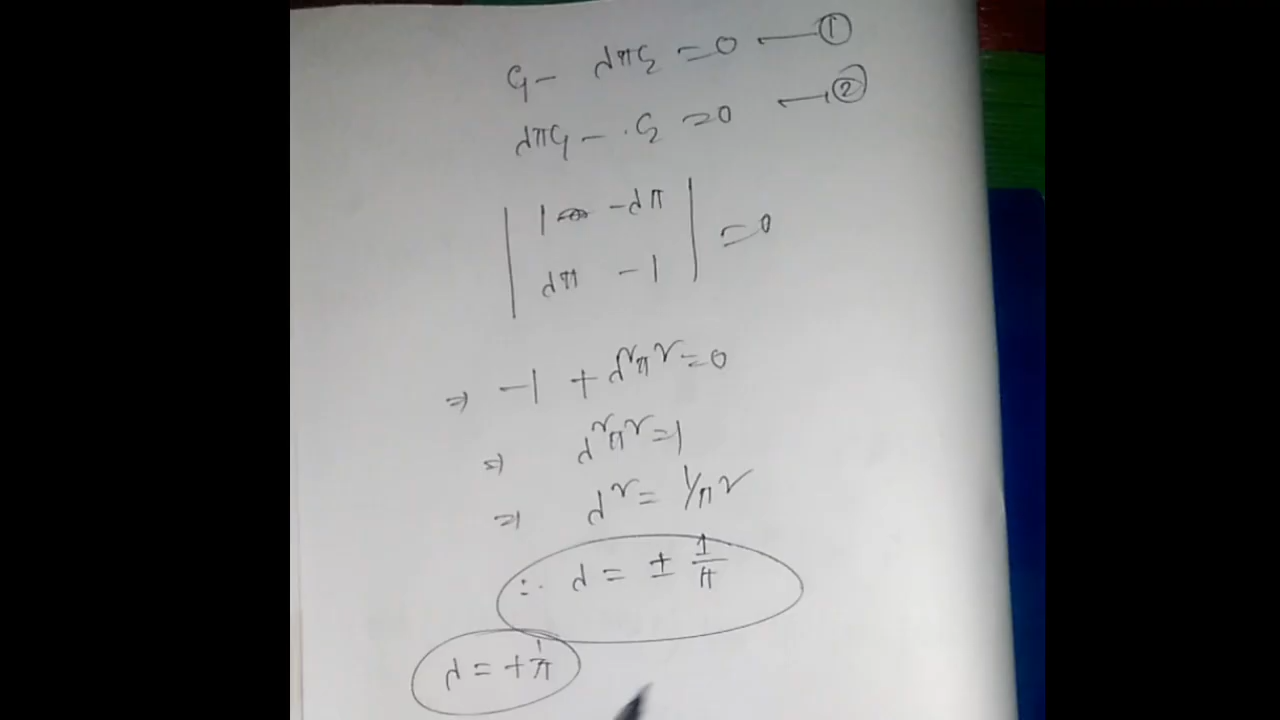 C₁ - λπC₂ = 0 ← ①
λπC₁ - C₂ = 0 ← ②
| 1 -λπ |
| λπ -1 | = 0
⇒ -1 + λ²π² = 0
⇒ λ²π² = 1
⇒ λ² = 1/π²
∴ λ = ± 1/π
λ = + 1/π